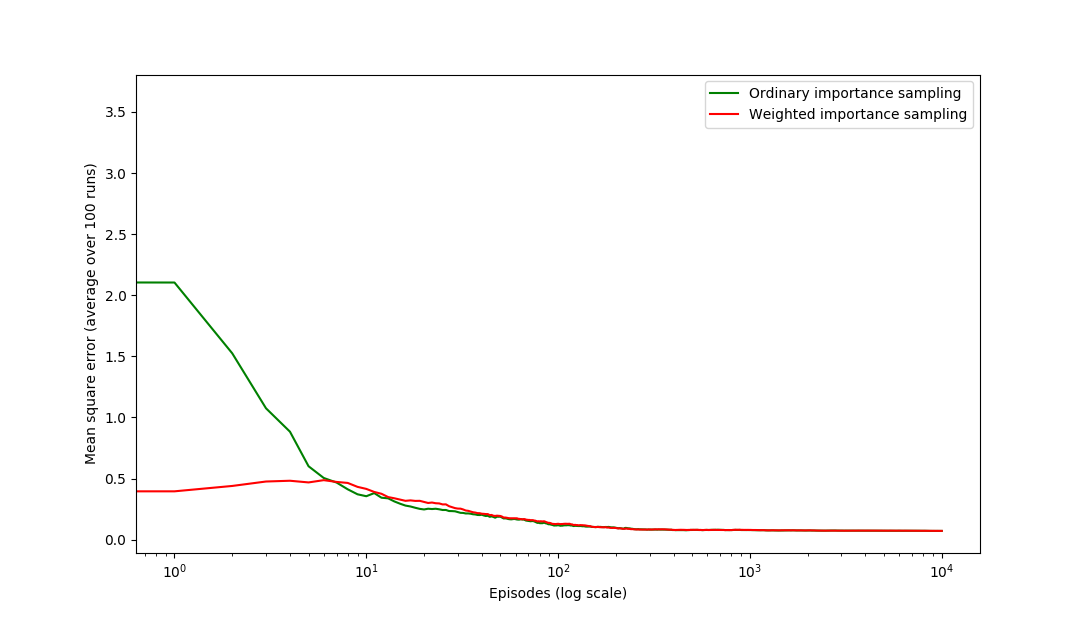 Ordinary importance sampling
Weighted importance sampling
Mean square error (average over 100 runs)
3.5
3.0
2.5
2.0
1.5
1.0
0.5
0.0
10⁰ 10¹ 10² 10³ 10⁴
Episodes (log scale)